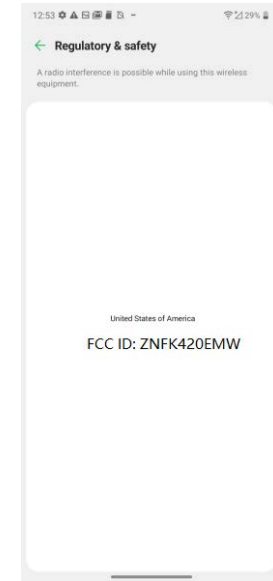 12:53 29%
Regulatory & safety
A radio interference is possible while using this wireless
equipment.
United States of America
FCC ID: ZNFK420EMW